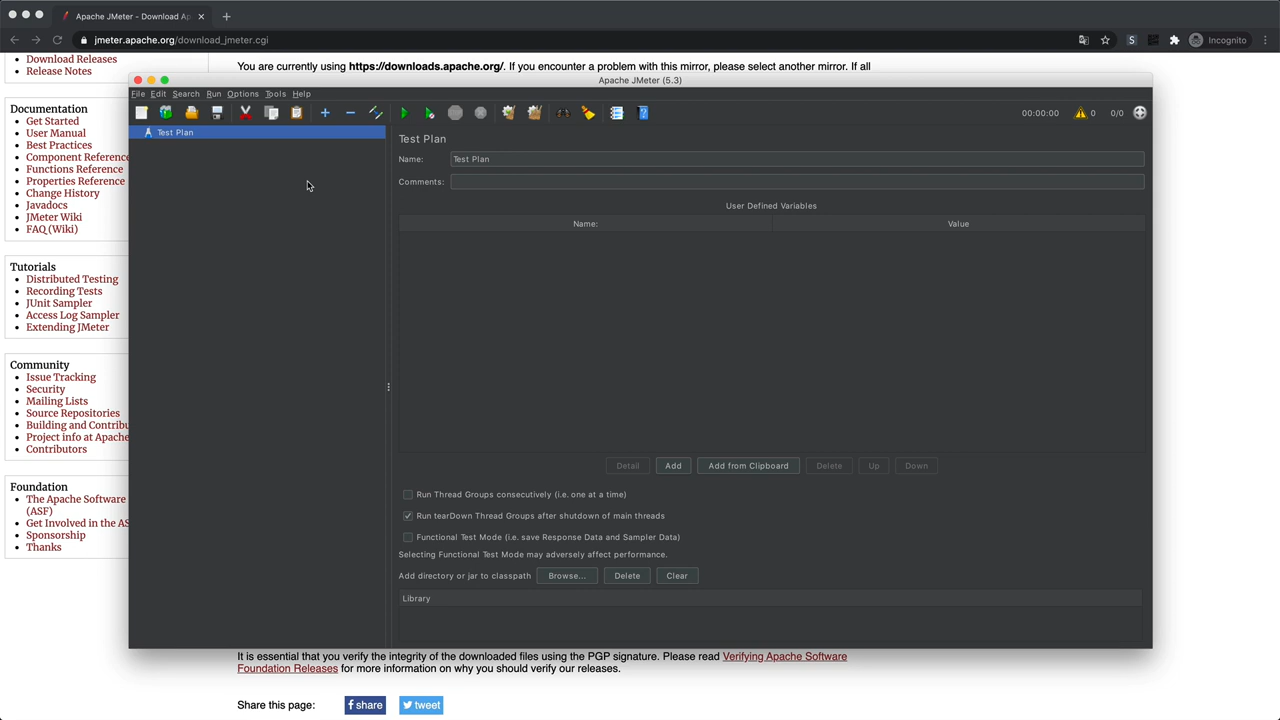 Apache JMeter - Download Ap
jmeter.apache.org/download_jmeter.cgi
Incognito
Download Releases
Release Notes
You are currently using https://downloads.apache.org/. If you encounter a problem with this mirror, please select another mirror. If all
Apache JMeter (5.3)
File Edit Search Run Options Tools Help
00:00:00 0 0/0
Documentation
Get Started
User Manual
Best Practices
Component Reference
Functions Reference
Properties Reference
Change History
Javadocs
JMeter Wiki
FAQ (Wiki)
Tutorials
Distributed Testing
Recording Tests
JUnit Sampler
Access Log Sampler
Extending JMeter
Community
Issue Tracking
Security
Mailing Lists
Source Repositories
Building and Contribu
Project info at Apache
Contributors
Foundation
The Apache Software
(ASF)
Get Involved in the AS
Sponsorship
Thanks
Test Plan
Test Plan
Name: Test Plan
Comments:
User Defined Variables
Name: Value
Detail Add Add from Clipboard Delete Up Down
Run Thread Groups consecutively (i.e. one at a time)
Run tearDown Thread Groups after shutdown of main threads
Functional Test Mode (i.e. save Response Data and Sampler Data)
Selecting Functional Test Mode may adversely affect performance.
Add directory or jar to classpath Browse... Delete Clear
Library
It is essential that you verify the integrity of the downloaded files using the PGP signature. Please read Verifying Apache Software
Foundation Releases for more information on why you should verify our releases.
Share this page: share tweet